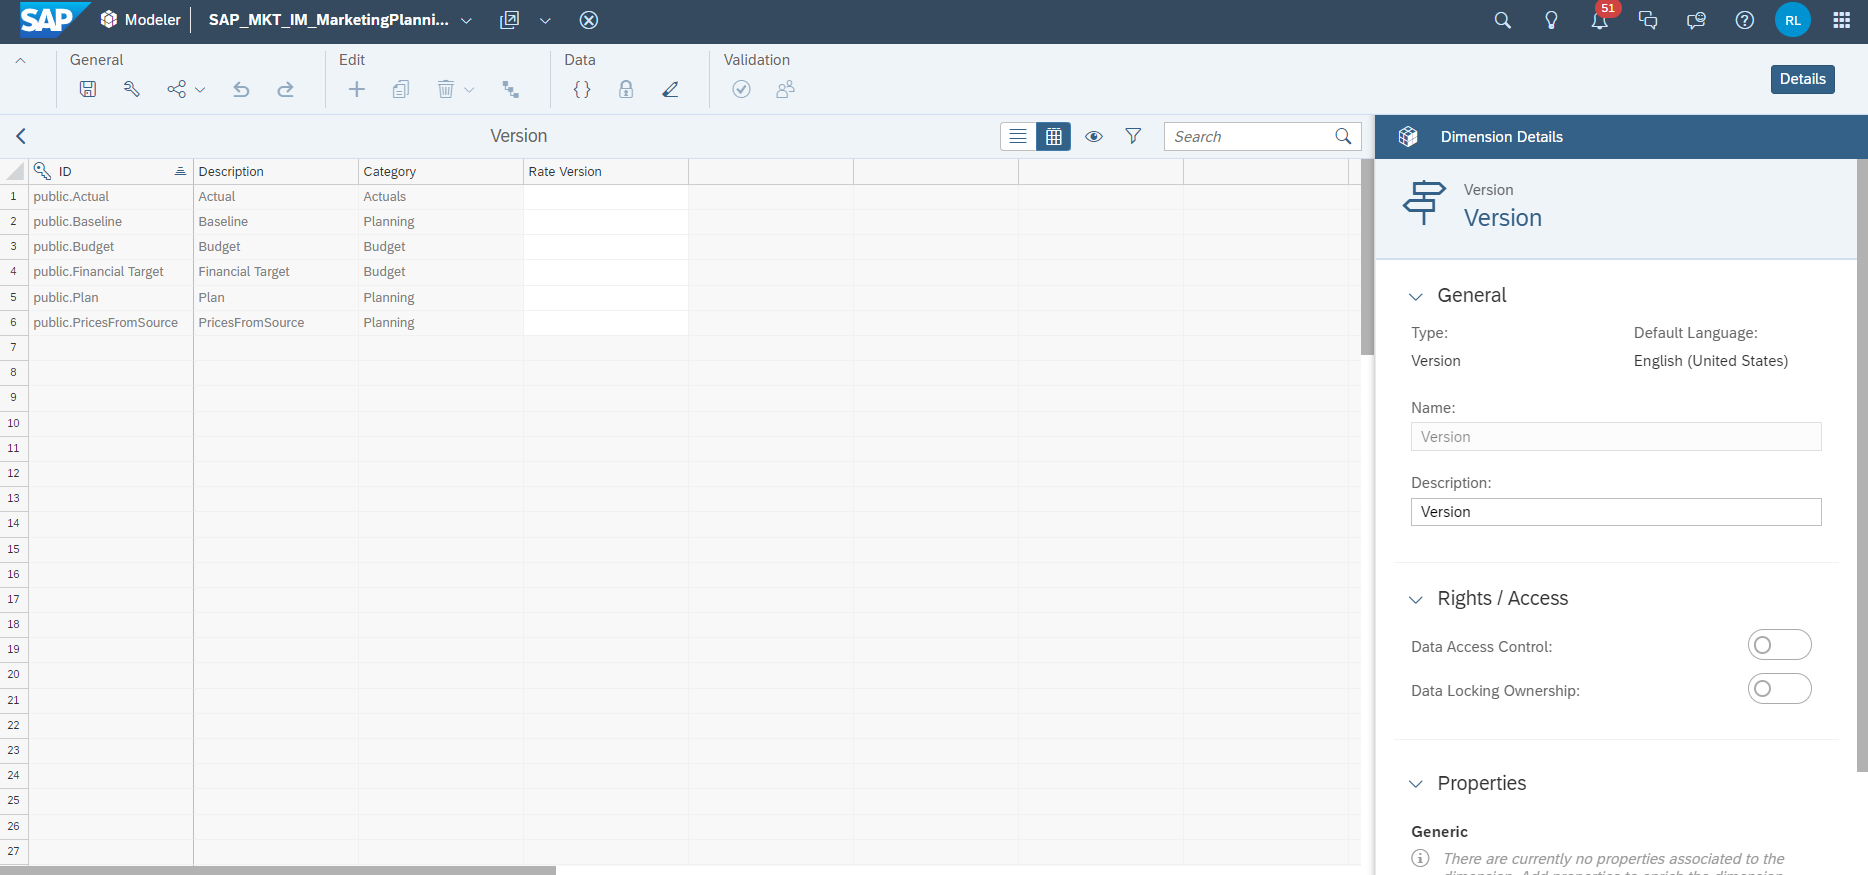 SAP Modeler SAP_MKT_IM_MarketingPlanni... 51 RL
General Edit Data Validation
{ } Details
Version Search Dimension Details
ID Description Category Rate Version
1 public.Actual Actual Actuals
2 public.Baseline Baseline Planning
3 public.Budget Budget Budget
4 public.Financial Target Financial Target Budget
5 public.Plan Plan Planning
6 public.PricesFromSource PricesFromSource Planning
7
8
9
10
11
12
13
14
15
16
17
18
19
20
21
22
23
24
25
26
27
Version
Version
General
Type: Default Language:
Version English (United States)
Name:
Version
Description:
Version
Rights / Access
Data Access Control:
Data Locking Ownership:
Properties
Generic
There are currently no properties associated to the